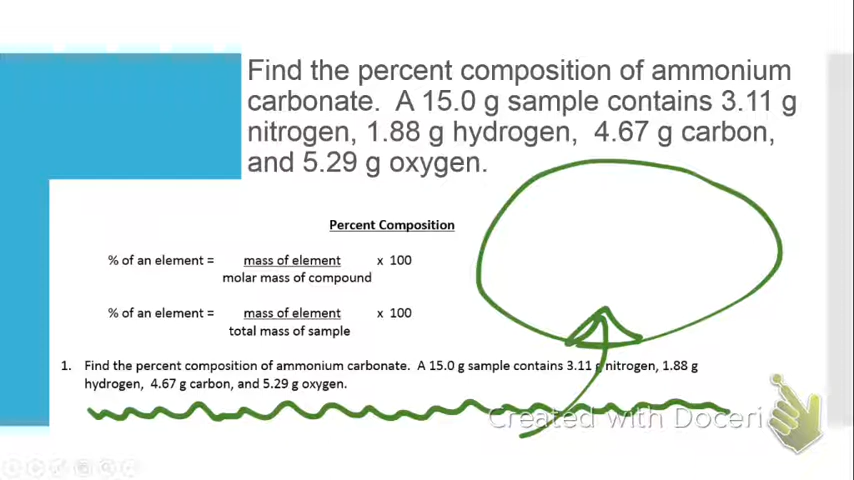 Find the percent composition of ammonium
carbonate. A 15.0 g sample contains 3.11 g
nitrogen, 1.88 g hydrogen, 4.67 g carbon,
and 5.29 g oxygen.
Percent Composition
% of an element = mass of element x 100
molar mass of compound
% of an element = mass of element x 100
total mass of sample
1. Find the percent composition of ammonium carbonate. A 15.0 g sample contains 3.11 g nitrogen, 1.88 g
hydrogen, 4.67 g carbon, and 5.29 g oxygen.
Created with Doceri